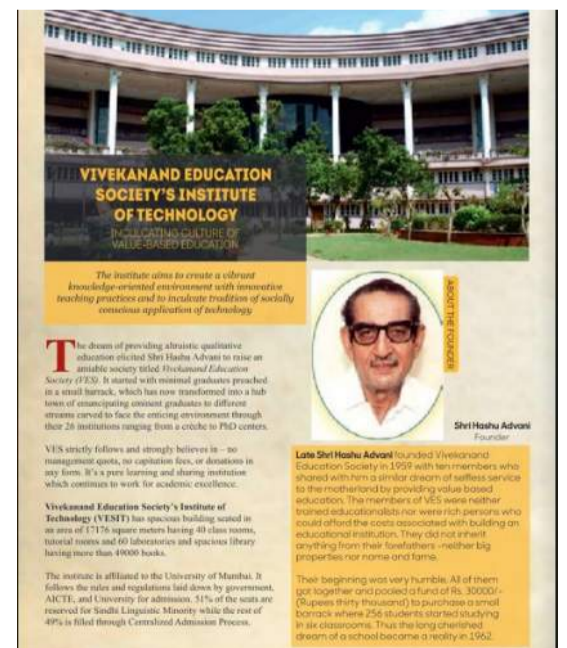 VIVEKANAND EDUCATION
SOCIETY'S INSTITUTE
OF TECHNOLOGY
INCULCATING CULTURE OF
VALUE-BASED EDUCATION
The institute aims to create a vibrant
knowledge-oriented environment with innovative
teaching practices and to inculcate tradition of socially
conscious application of technology
The dream of providing altruistic qualitative
education elicited Shri Hashu Advani to raise an
amiable society titled Vivekanand Education
Society (VES). It started with minimal graduates preached
in a small barrack, which has now transformed into a hub
town of emancipating eminent graduates to different
streams carved to face the enticing environment through
their 26 institutions ranging from a crèche to PhD centers.
VES strictly follows and strongly believes in – no
management quota, no capitation fees, or donations in
any form. It's a pure learning and sharing institution
which continues to work for academic excellence.
Vivekanand Education Society's Institute of
Technology (VESIT) has spacious building seated in
an area of 17176 square meters having 40 class rooms,
tutorial rooms and 60 laboratories and spacious library
having more than 49000 books.
The institute is affiliated to the University of Mumbai. It
follows the rules and regulations laid down by government,
AICTE, and University for admission. 51% of the seats are
reserved for Sindhi Linguistic Minority while the rest of
49% is filled through Centralized Admission Process.
ABOUT THE FOUNDER
Shri Hashu Advani
Founder
Late Shri Hashu Advani founded Vivekanand
Education Society in 1959 with ten members who
shared with him a similar dream of selfless service
to the motherland by providing value based
education. The members of VES were neither
trained educationalists nor were rich persons who
could afford the costs associated with building an
educational institution. They did not inherit
anything from their forefathers -neither big
properties nor name and fame.
Their beginning was very humble. All of them
got together and pooled a fund of Rs. 30000/-
(Rupees thirty thousand) to purchase a small
barrack where 256 students started studying
in six classrooms. Thus the long cherished
dream of a school became a reality in 1962.